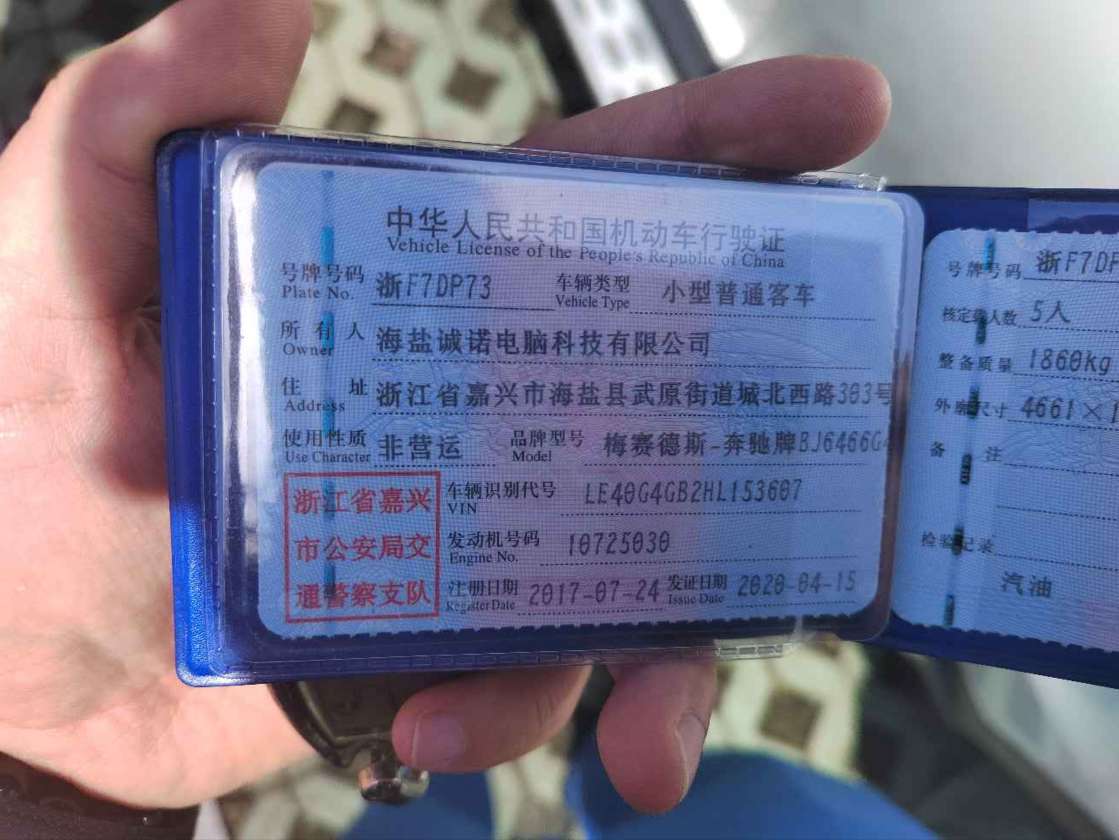 中华人民共和国机动车行驶证
Vehicle License of the People's Republic of China
号牌号码 浙F7DP73 车辆类型 小型普通客车
Plate No. Vehicle Type
所有人 海盐诚诺电脑科技有限公司
Owner
住址 浙江省嘉兴市海盐县武原街道城北西路303号
Address
使用性质 非营运 品牌型号 梅赛德斯-奔驰牌BJ6466G
Use Character Model
浙江省嘉兴
市公安局交
通警察支队
车辆识别代号 LE40G4GB2HL153607
VIN
发动机号码 10725030
Engine No.
注册日期 2017-07-24 发证日期 2020-04-15
Register Date Issue Date
号牌号码 浙F7DP
核定载人数 5人
整备质量 1860kg
外廓尺寸 4661×
备注
检验记录
汽油